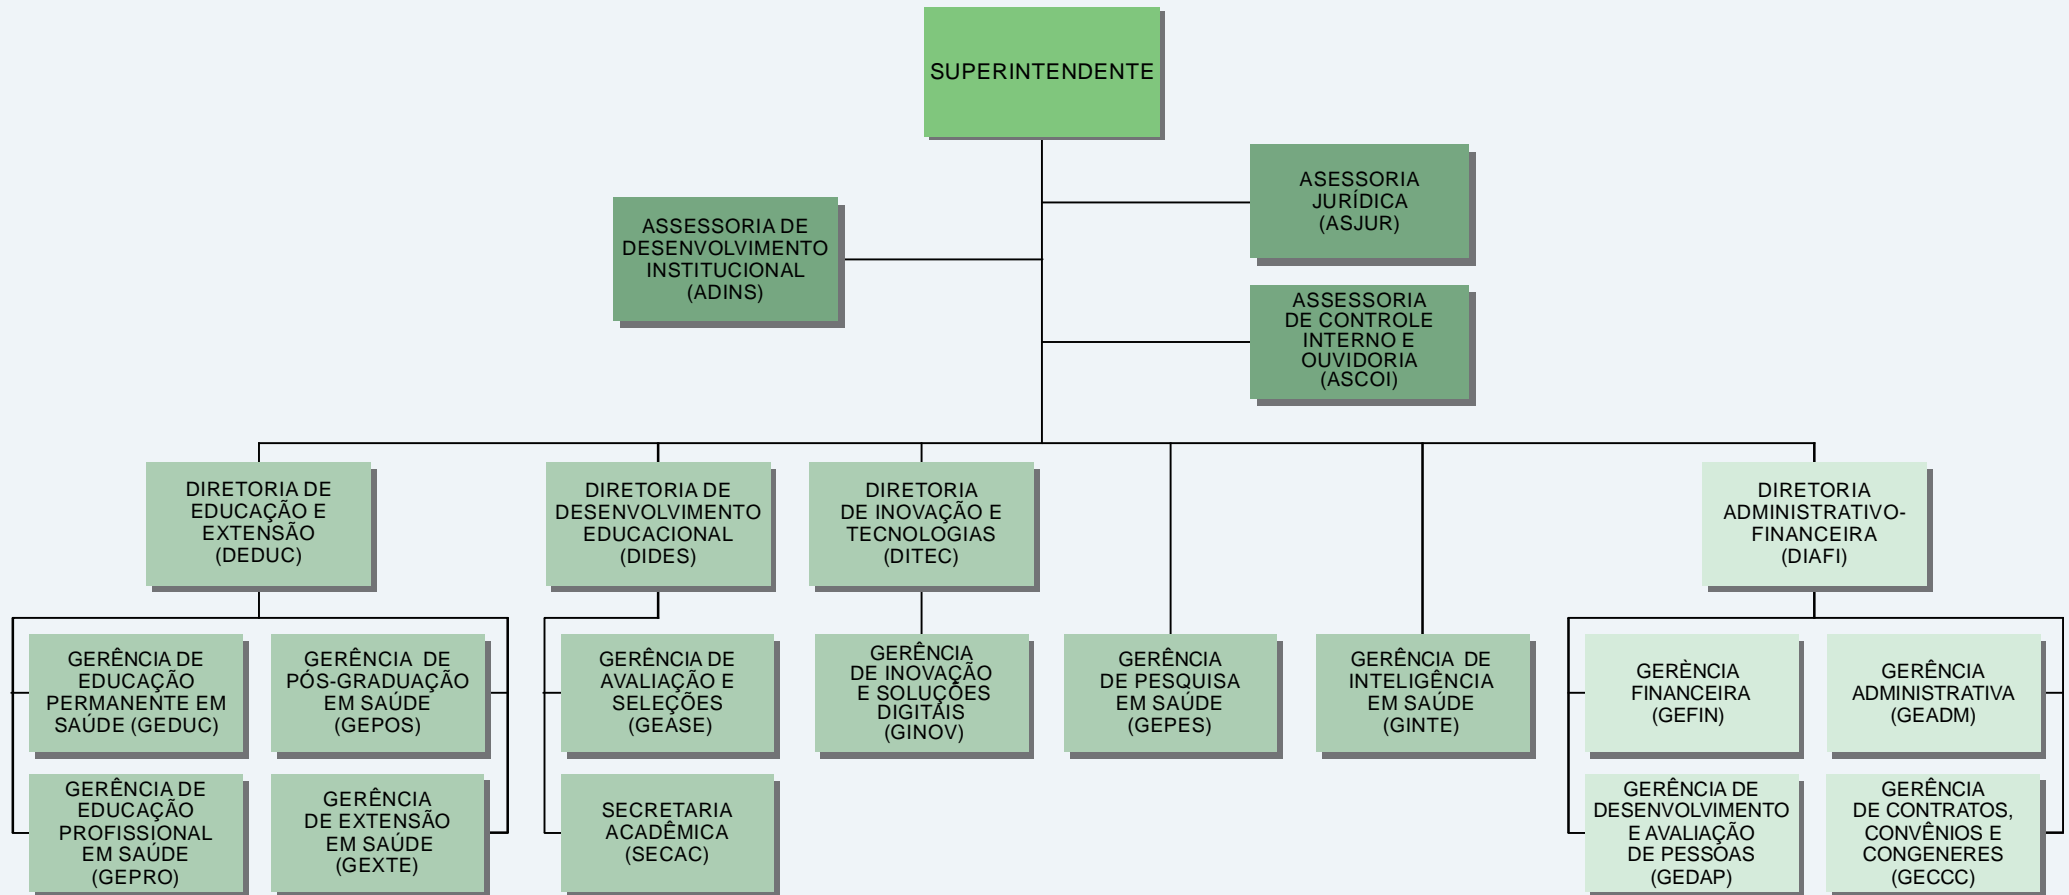 SUPERINTENDENTE
ASESSORIA
JURÍDICA
(ASJUR)
ASSESSORIA DE
DESENVOLVIMENTO
INSTITUCIONAL
(ADINS)
ASSESSORIA
DE CONTROLE
INTERNO E
OUVIDORIA
(ASCOI)
DIRETORIA DE
EDUCAÇÃO E
EXTENSÃO
(DEDUC)
DIRETORIA DE
DESENVOLVIMENTO
EDUCACIONAL
(DIDES)
DIRETORIA
DE INOVAÇÃO E
TECNOLOGIAS
(DITEC)
DIRETORIA
ADMINISTRATIVO-
FINANCEIRA
(DIAFI)
GERÊNCIA DE
EDUCAÇÃO
PERMANENTE EM
SAÚDE (GEDUC)
GERÊNCIA DE
PÓS-GRADUAÇÃO
EM SAÚDE
(GEPOS)
GERÊNCIA DE
AVALIAÇÃO E
SELEÇÕES
(GEASE)
GERÊNCIA
DE INOVAÇÃO
E SOLUÇÕES
DIGITÁIS
(GINOV)
GERÊNCIA
DE PESQUISA
EM SAÚDE
(GEPES)
GERÊNCIA DE
INTELIGÊNCIA
EM SAÚDE
(GINTE)
GERÈNCIA
FINANCEIRA
(GEFIN)
GERÊNCIA
ADMINISTRATIVA
(GEADM)
GERÊNCIA DE
EDUCAÇÃO
PROFISSIONAL
EM SAÚDE
(GEPRO)
GERÊNCIA
DE EXTENSÃO
EM SAÚDE
(GEXTE)
SECRETARIA
ACADÊMICA
(SECAC)
GERÊNCIA DE
DESENVOLVIMENTO
E AVALIAÇÃO
DE PESSOAS
(GEDAP)
GERÊNCIA
DE CONTRATOS,
CONVÊNIOS E
CONGENERES
(GECCC)